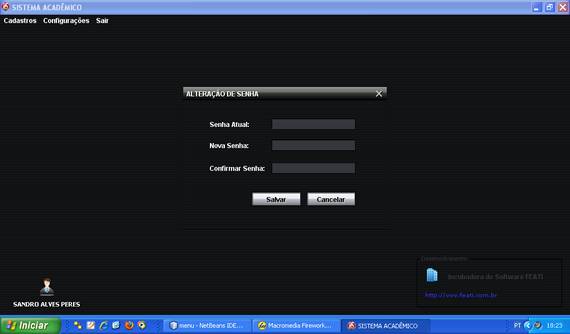 SISTEMA ACADÊMICO
Cadastros Configurações Sair
ALTERAÇÃO DE SENHA
Senha Atual:
Nova Senha:
Confirmar Senha:
Salvar Cancelar
Desenvolvimento:
Incubadora de Software FEATI
http://www.feati.com.br
SANDRO ALVES PERES
Iniciar menu - NetBeans IDE... Macromedia Firework... SISTEMA ACADÊMICO PT 18:23